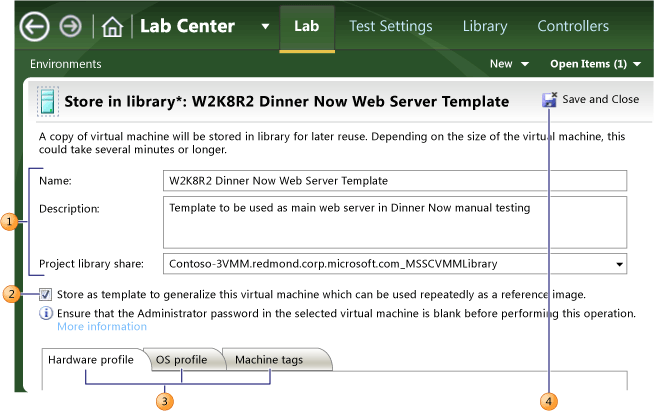 Lab Center Lab Test Settings Library Controllers
Environments New Open Items (1)
Store in library*: W2K8R2 Dinner Now Web Server Template Save and Close
A copy of virtual machine will be stored in library for later reuse. Depending on the size of the virtual machine, this
could take several minutes or longer.
Name: W2K8R2 Dinner Now Web Server Template
Description: Template to be used as main web server in Dinner Now manual testing
1
Project library share: Contoso-3VMM.redmond.corp.microsoft.com_MSSCVMMLibrary
2 Store as template to generalize this virtual machine which can be used repeatedly as a reference image.
Ensure that the Administrator password in the selected virtual machine is blank before performing this operation.
More information
Hardware profile OS profile Machine tags
3 4